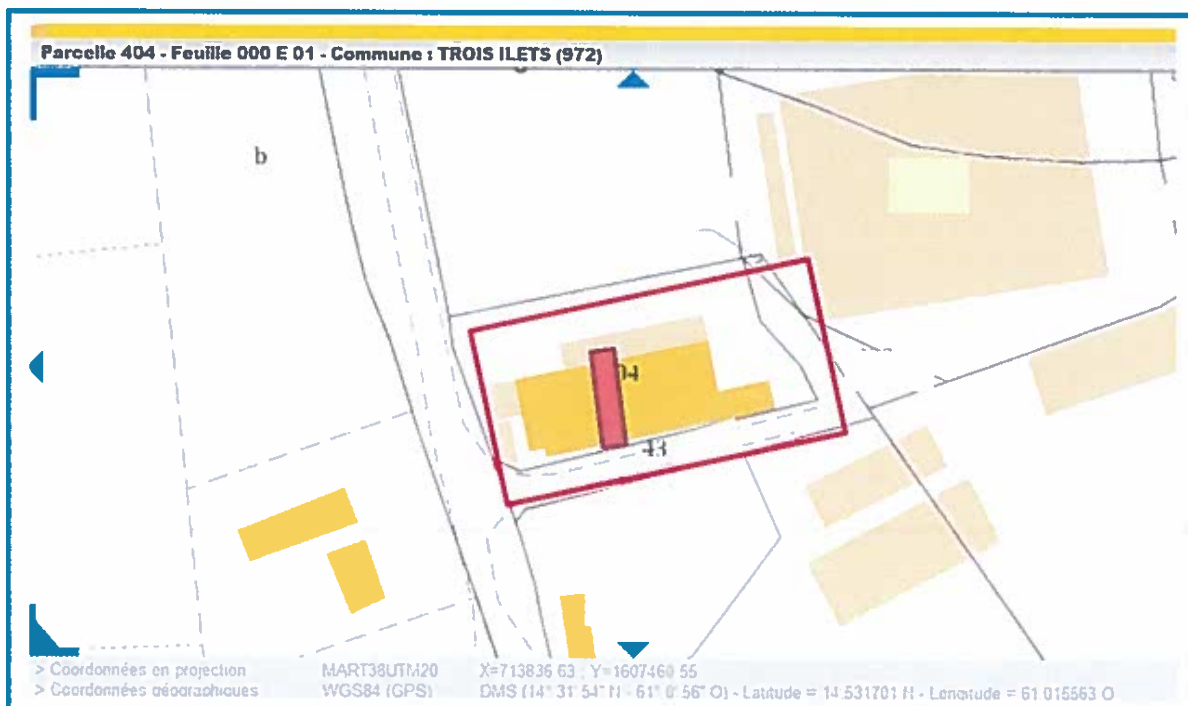 Parcelle 404 - Feuille 000 E 01 - Commune : TROIS ILETS (972)
b
04
43
> Coordonnées en projection MART38UTM20 X=713836 63 ; Y=1607460 55
> Coordonnées géographiques WGS84 (GPS) DMS (14° 31' 54" N - 61° 0' 56" O) - Latitude = 14 531701 N - Longitude = 61 015563 O